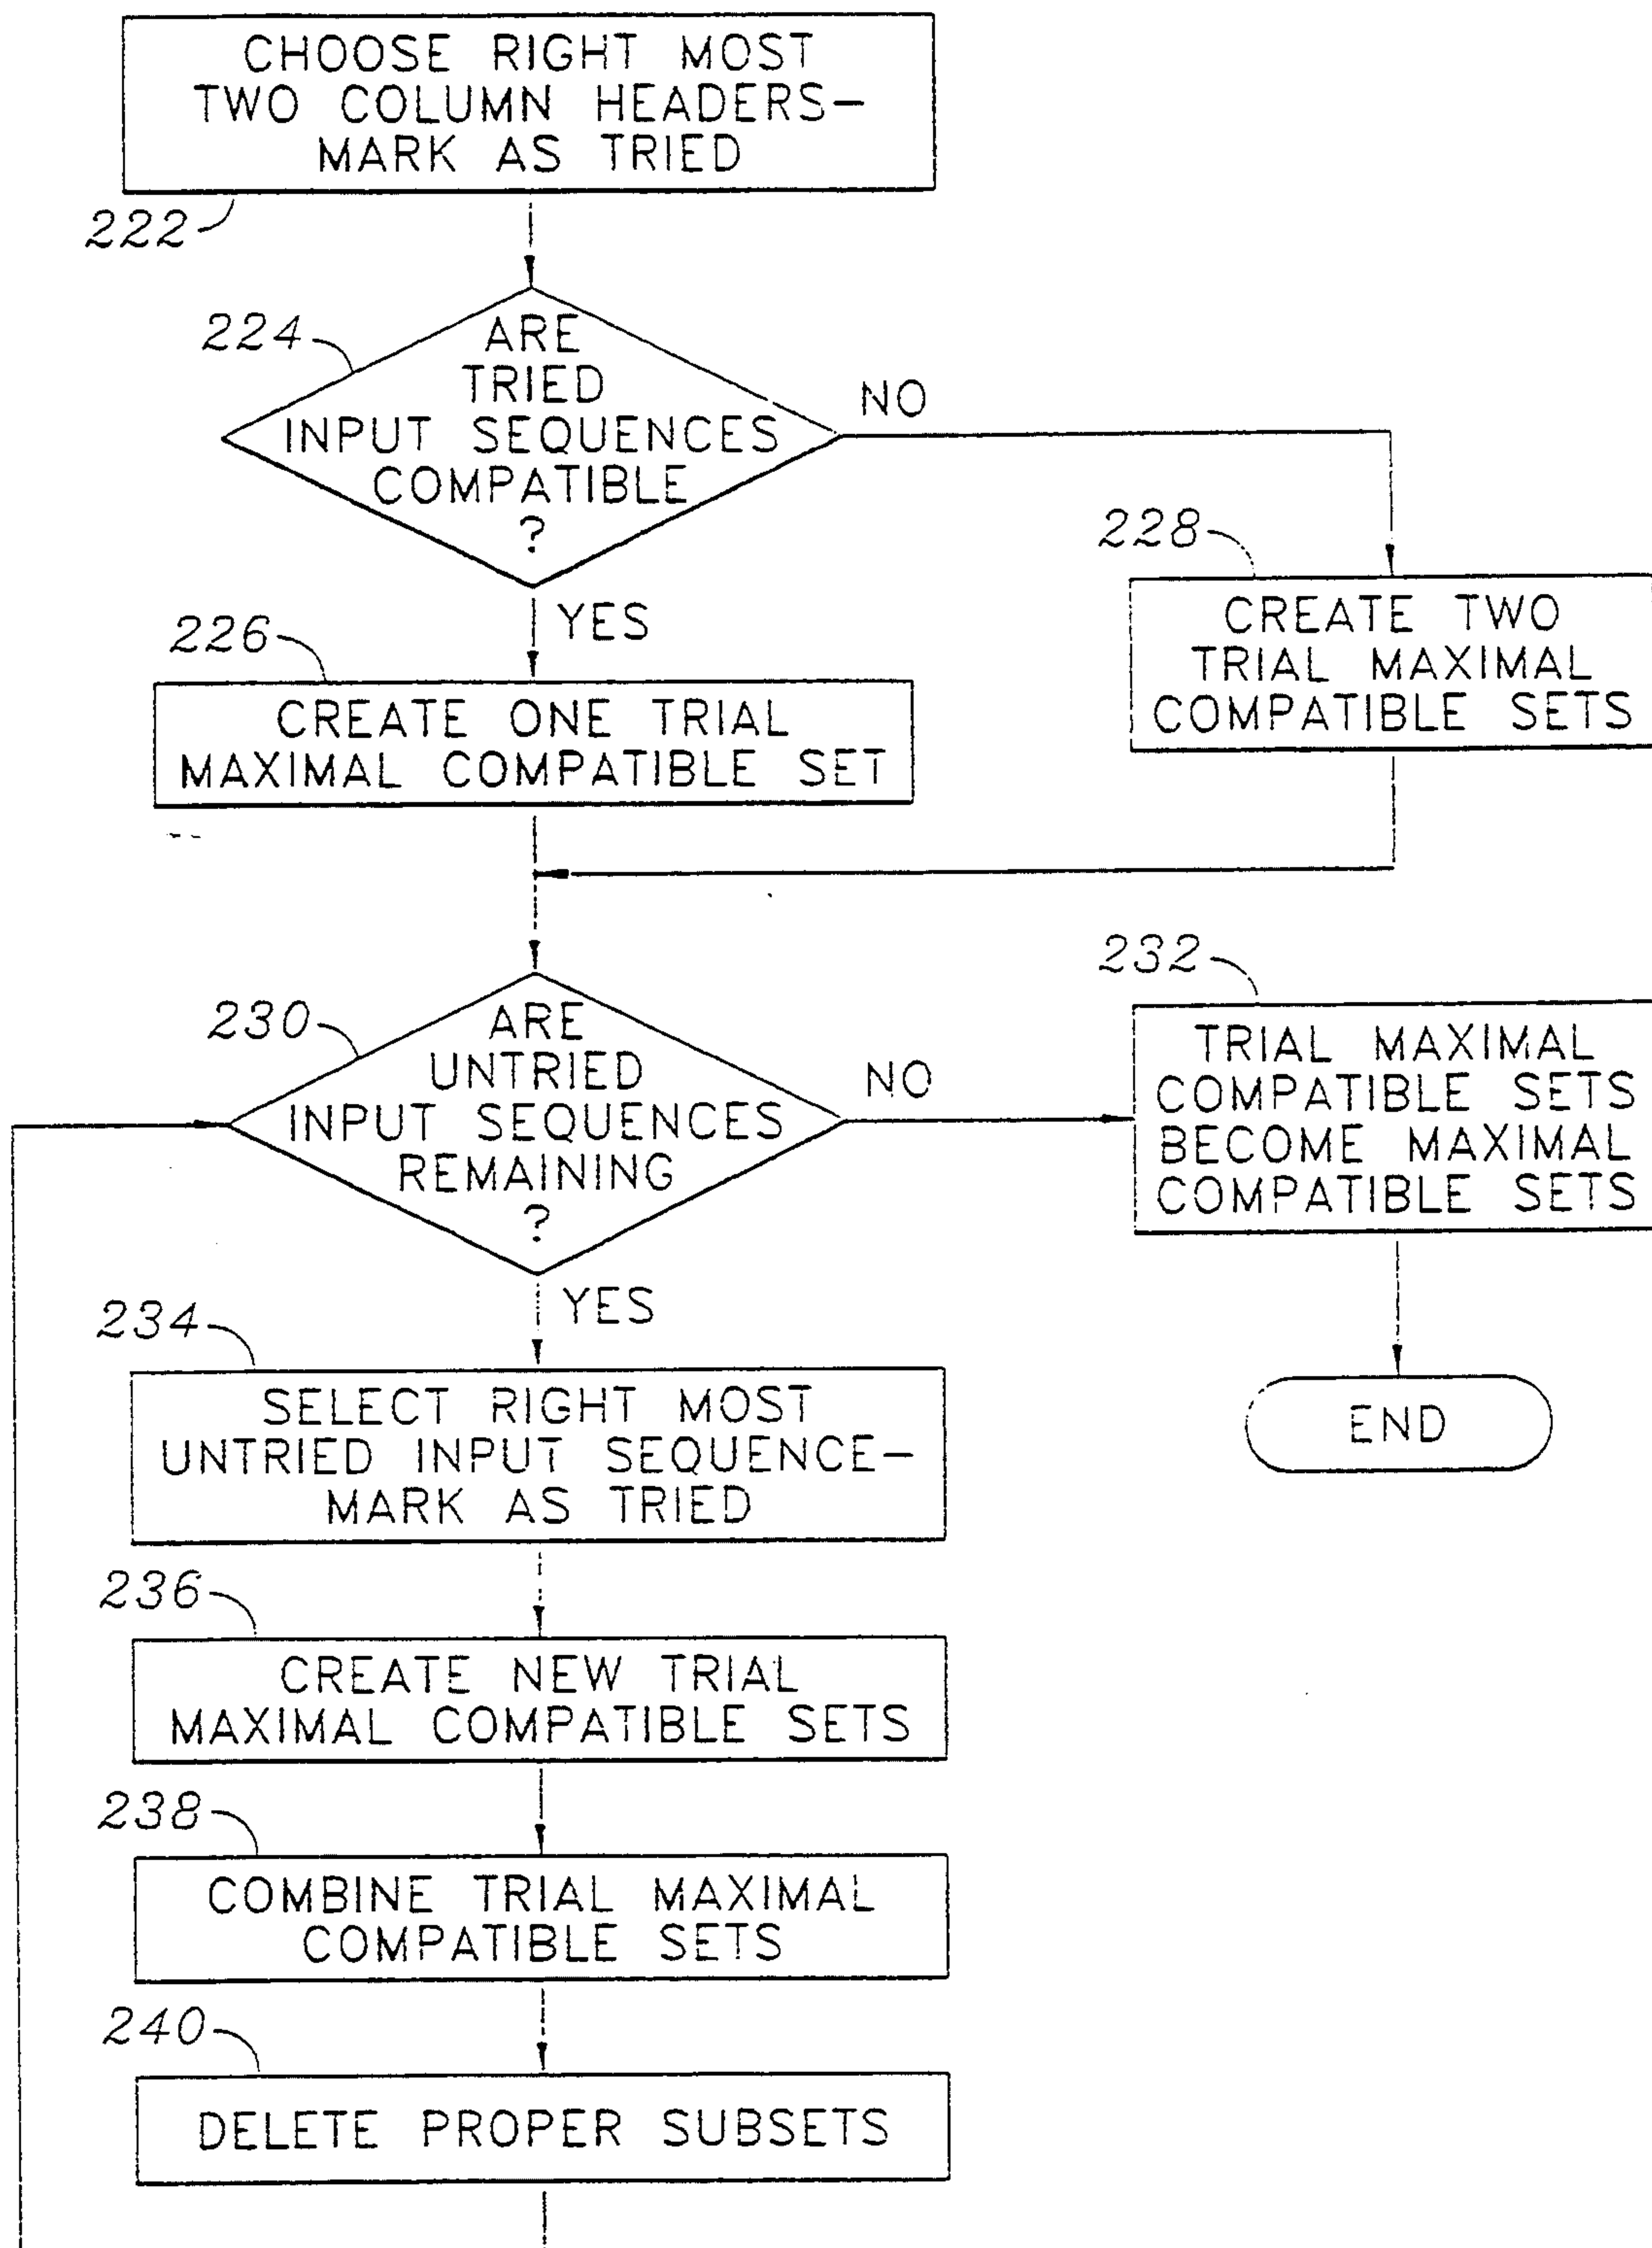 CHOOSE RIGHT MOST
TWO COLUMN HEADERS-
MARK AS TRIED
222
224
ARE
TRIED
INPUT SEQUENCES
COMPATIBLE
?
NO
YES
226
CREATE ONE TRIAL
MAXIMAL COMPATIBLE SET
228
CREATE TWO
TRIAL MAXIMAL
COMPATIBLE SETS
230
ARE
UNTRIED
INPUT SEQUENCES
REMAINING
?
NO
232
TRIAL MAXIMAL
COMPATIBLE SETS
BECOME MAXIMAL
COMPATIBLE SETS
END
YES
234
SELECT RIGHT MOST
UNTRIED INPUT SEQUENCE-
MARK AS TRIED
236
CREATE NEW TRIAL
MAXIMAL COMPATIBLE SETS
238
COMBINE TRIAL MAXIMAL
COMPATIBLE SETS
240
DELETE PROPER SUBSETS